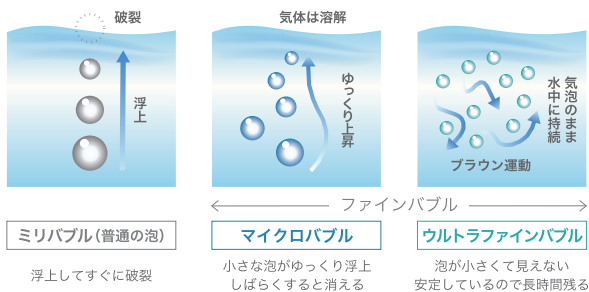 破裂
浮上
気体は溶解
ゆっくり上昇
気泡のまま
水中に持続
ブラウン運動
ファインバブル
ミリバブル（普通の泡）
浮上してすぐに破裂
マイクロバブル
小さな泡がゆっくり浮上
しばらくすると消える
ウルトラファインバブル
泡が小さくて見えない
安定しているので長時間残る